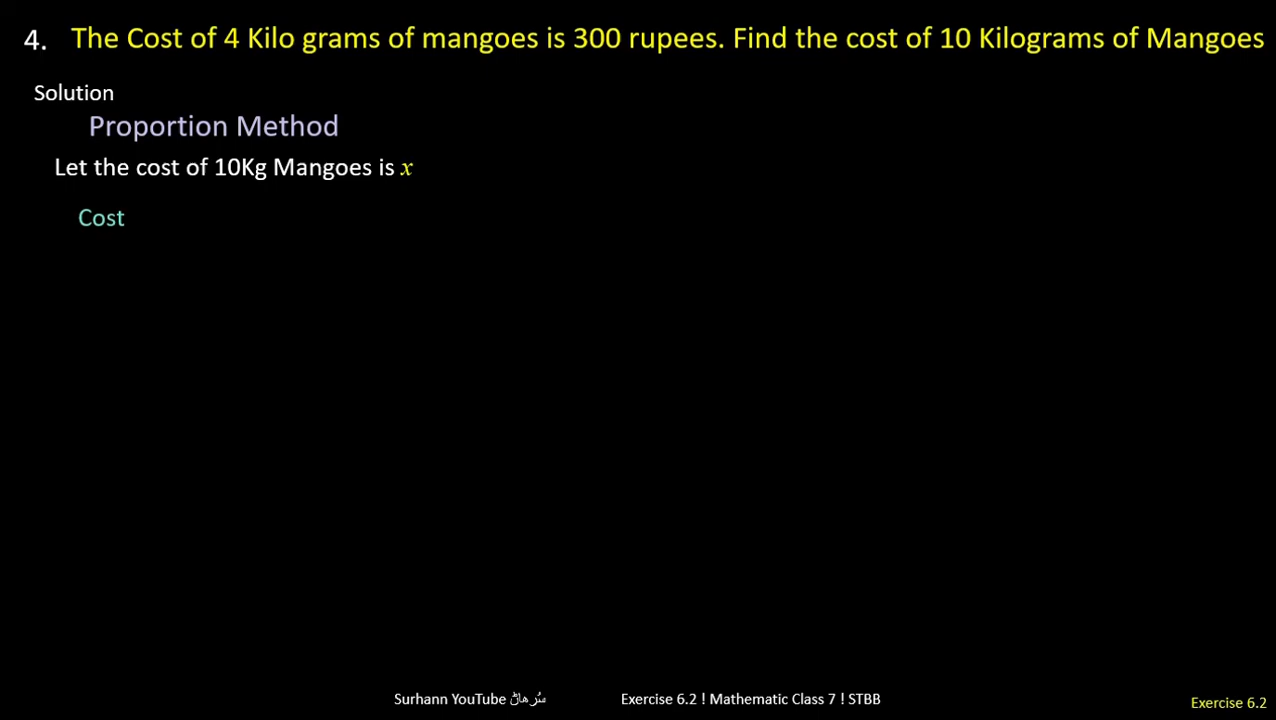 4. The Cost of 4 Kilo grams of mangoes is 300 rupees. Find the cost of 10 Kilograms of Mangoes
Solution
Proportion Method
Let the cost of 10Kg Mangoes is x
Cost
Surhann YouTube سُرهاڻ Exercise 6.2 ! Mathematic Class 7 ! STBB Exercise 6.2